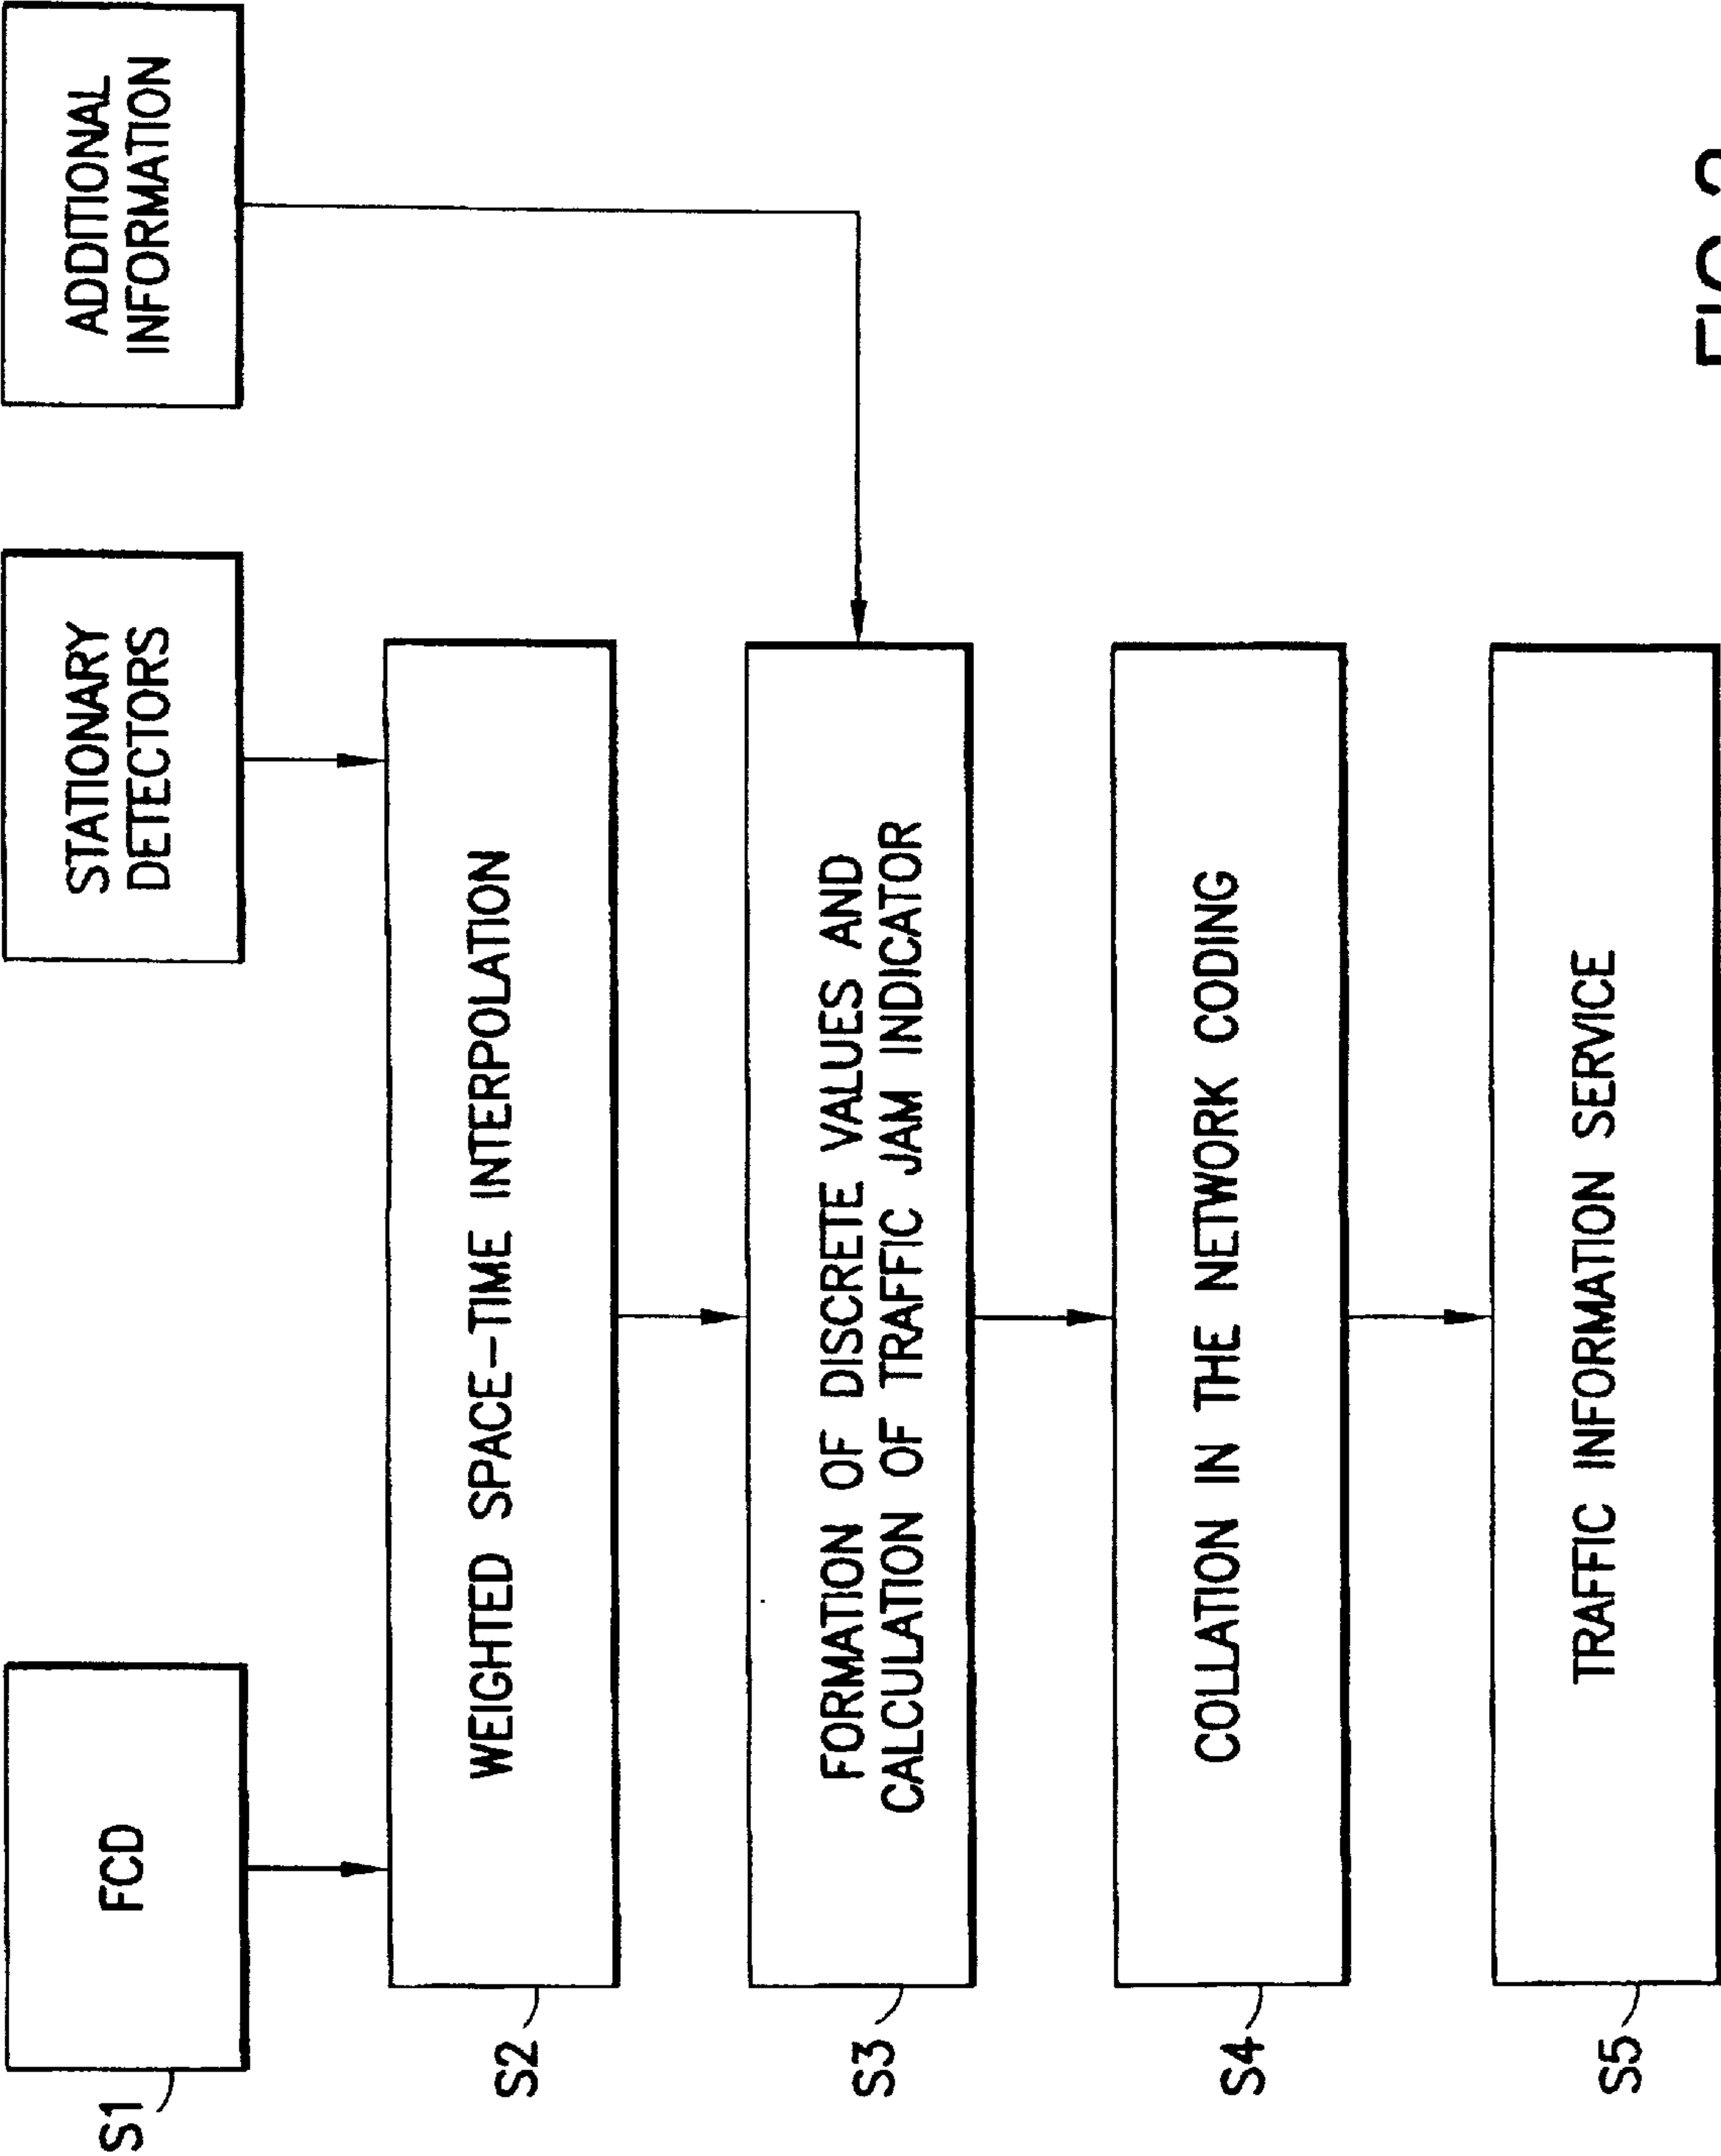 S1
FCD
STATIONARY
DETECTORS
ADDITIONAL
INFORMATION
S2
WEIGHTED SPACE-TIME INTERPOLATION
S3
FORMATION OF DISCRETE VALUES AND
CALCULATION OF TRAFFIC JAM INDICATOR
S4
COLLATION IN THE NETWORK CODING
S5
TRAFFIC INFORMATION SERVICE